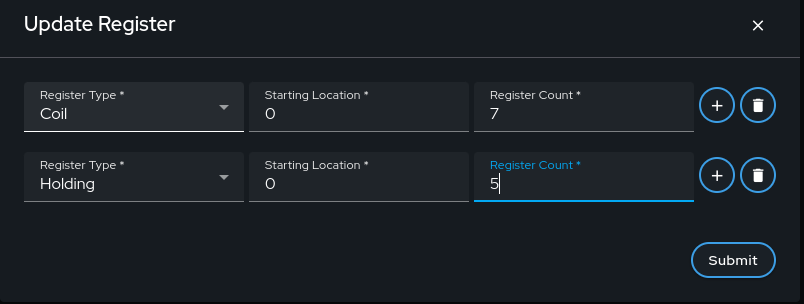 Update Register
Register Type * Starting Location * Register Count *
Coil 0 7
Register Type * Starting Location * Register Count *
Holding 0 5
Submit